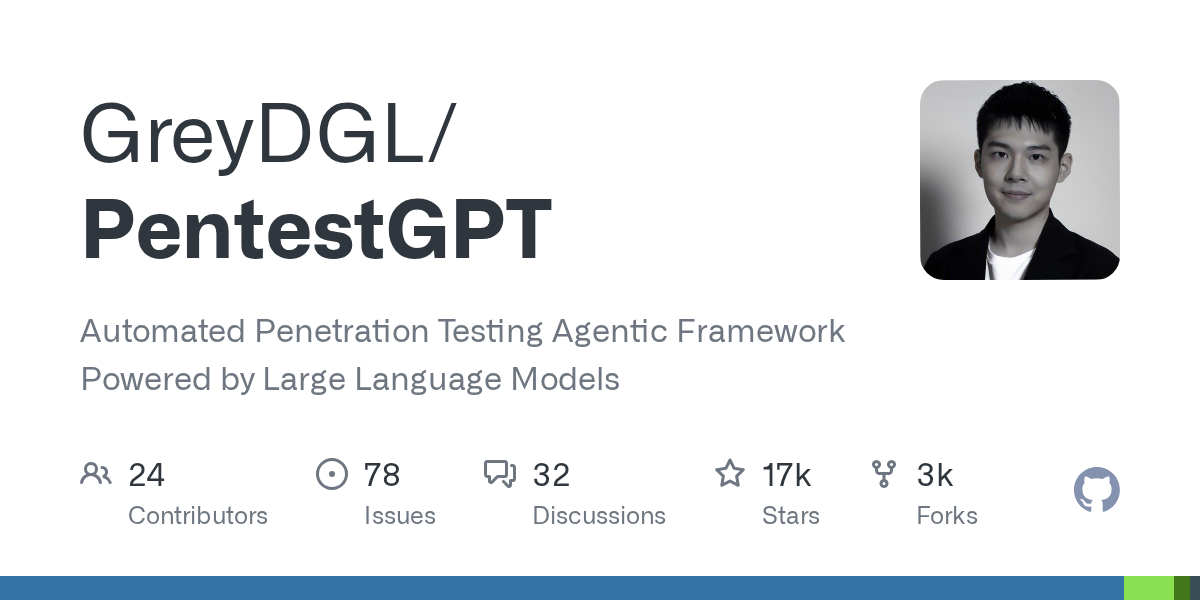 GreyDGL/
PentestGPT
Automated Penetration Testing Agentic Framework
Powered by Large Language Models
24 78 32 17k 3k
Contributors Issues Discussions Stars Forks